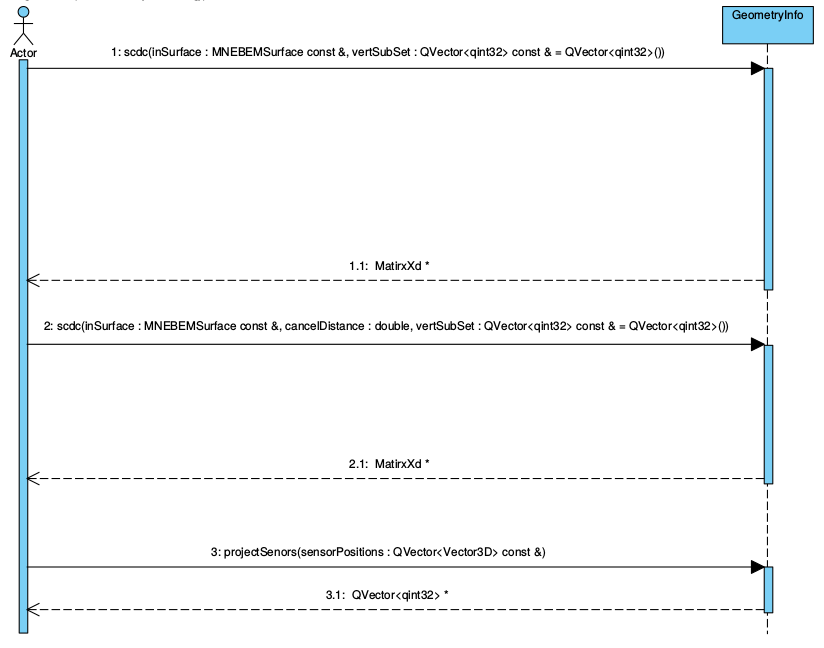 GeometryInfo
Actor
1: scdc(inSurface : MNEBEMSurface const &, vertSubSet : QVector<qint32> const & = QVector<qint32>())
1.1: MatirxXd *
2: scdc(inSurface : MNEBEMSurface const &, cancelDistance : double, vertSubSet : QVector<qint32> const & = QVector<qint32>())
2.1: MatirxXd *
3: projectSenors(sensorPositions : QVector<Vector3D> const &)
3.1: QVector<qint32> *